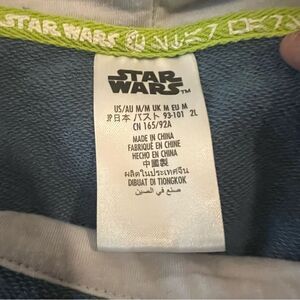 STAR WARS
STAR
WARS™
US/AU M/M UK M EU M
JP日本 バスト 93-101 2L
CN 165/92A
MADE IN CHINA
FABRIQUÉ EN CHINE
HECHO EN CHINA
中國製
ผลิตในประเทศจีน
DIBUAT DI TIONGKOK
صنع في الصين